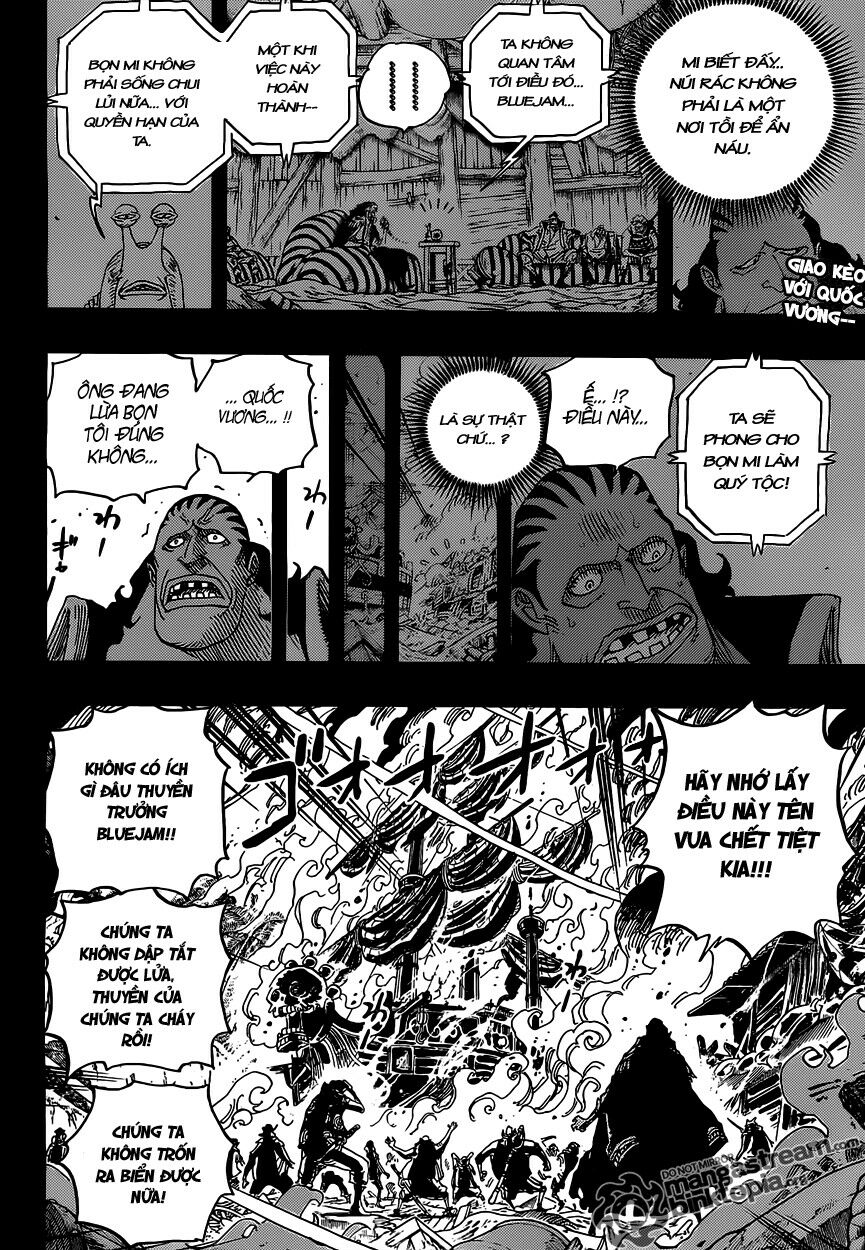 MI BIẾT ĐẤY...
NÚI RÁC KHÔNG
PHẢI LÀ MỘT
NƠI TỒI ĐỂ ẨN
NÁU.
GIAO KÈO
VỚI QUỐC
VƯƠNG--
TA KHÔNG
QUAN TÂM
TỚI ĐIỀU ĐÓ...
BLUEJAM...
MỘT KHI
VIỆC NÀY
HOÀN
THÀNH--
BỌN MI KHÔNG
PHẢI SỐNG CHUI
LỦI NỮA... VỚI
QUYỀN HẠN CỦA
TA.
TA SẼ
PHONG CHO
BỌN MI LÀM
QUÝ TỘC!
Ế... !?
ĐIỀU NÀY...
LÀ SỰ THẬT
CHỨ... ?
... QUỐC
VƯƠNG... !!
ÔNG ĐANG
LỪA BỌN
TÔI ĐÚNG
KHÔNG...
HÃY NHỚ LẤY
ĐIỀU NÀY TÊN
VUA CHẾT TIỆT
KIA!!!
ゴオオオオ
KHÔNG CÓ ÍCH
GÌ ĐÂU THUYỀN
TRƯỞNG
BLUEJAM!!
CHÚNG TA
KHÔNG DẬP TẮT
ĐƯỢC LỬA,
THUYỀN CỦA
CHÚNG TA CHÁY
RỒI!
CHÚNG TA
KHÔNG TRỐN
RA BIỂN ĐƯỢC
NỮA!
DO NOT MIRROR
mangastream.com